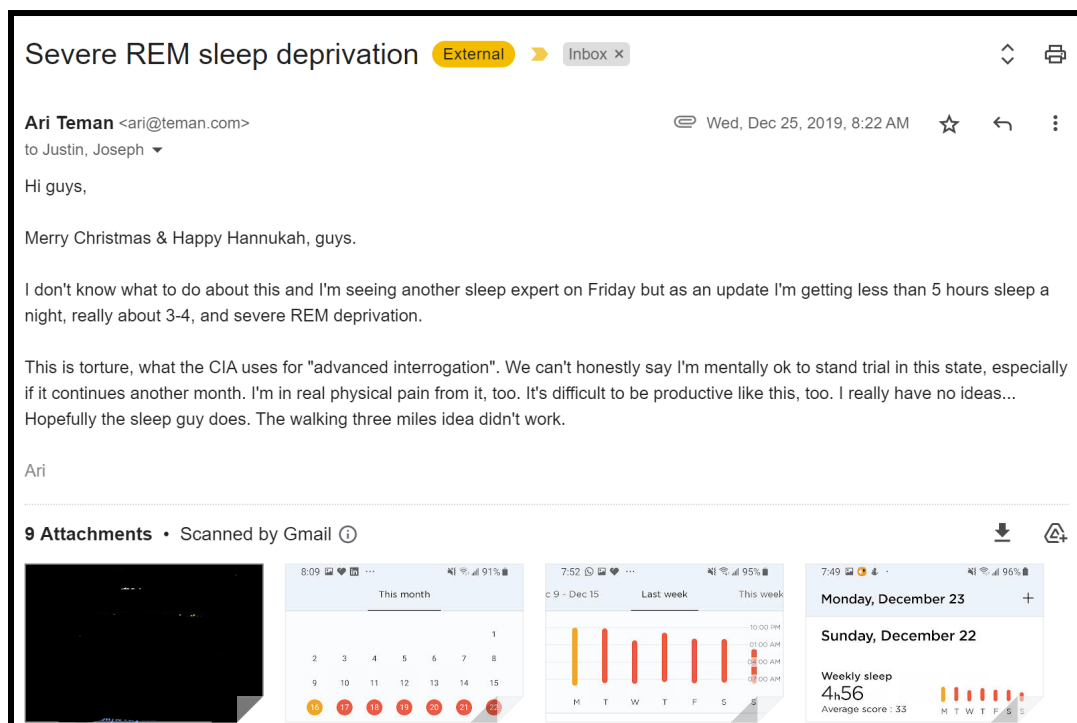 Severe REM sleep deprivation External Inbox ×
Ari Teman <ari@teman.com> Wed, Dec 25, 2019, 8:22 AM
to Justin, Joseph
Hi guys,
Merry Christmas & Happy Hannukah, guys.
I don't know what to do about this and I'm seeing another sleep expert on Friday but as an update I'm getting less than 5 hours sleep a
night, really about 3-4, and severe REM deprivation.
This is torture, what the CIA uses for "advanced interrogation". We can't honestly say I'm mentally ok to stand trial in this state, especially
if it continues another month. I'm in real physical pain from it, too. It's difficult to be productive like this, too. I really have no ideas...
Hopefully the sleep guy does. The walking three miles idea didn't work.
Ari
9 Attachments • Scanned by Gmail
8:09 ... 91%
This month
1
2 3 4 5 6 7 8
9 10 11 12 13 14 15
16 17 18 19 20 21 22
7:52 ... 95%
c 9 - Dec 15 Last week This week
10:00 PM
01:00 AM
04:00 AM
07:00 AM
M T W T F S S
7:49 · 96%
Monday, December 23 +
Sunday, December 22
Weekly sleep
4h56
Average score : 33
M T W T F S S